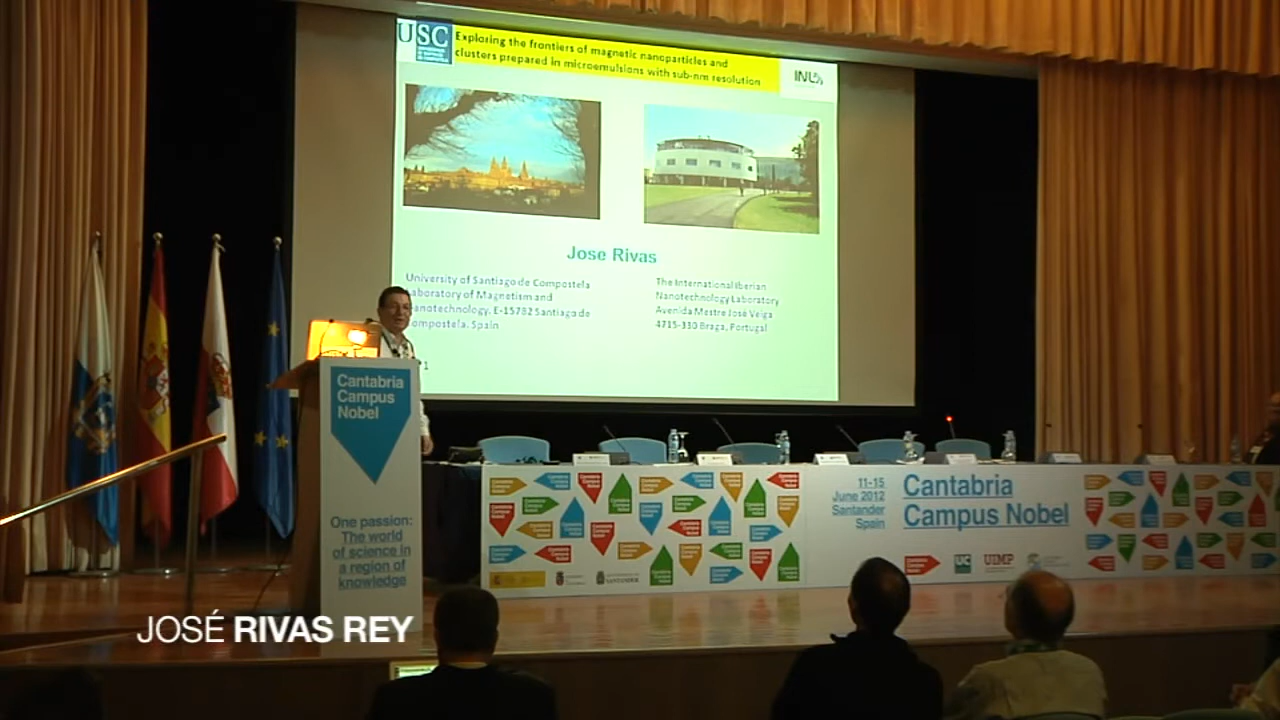 USC
Exploring the frontiers of magnetic nanoparticles and
clusters prepared in microemulsions with sub-nm resolution
INL
Jose Rivas
University of Santiago de Compostela
Laboratory of Magnetism and
Nanotechnology. E-15782 Santiago de
Compostela. Spain
The International Iberian
Nanotechnology Laboratory
Avenida Mestre José Veiga
4715-330 Braga, Portugal
1
Cantabria
Campus
Nobel
One passion:
The world
of science in
a region of
knowledge
11-15
June 2012
Santander
Spain
Cantabria
Campus Nobel
UC
UIMP
SANTANDER
JOSÉ RIVAS REY